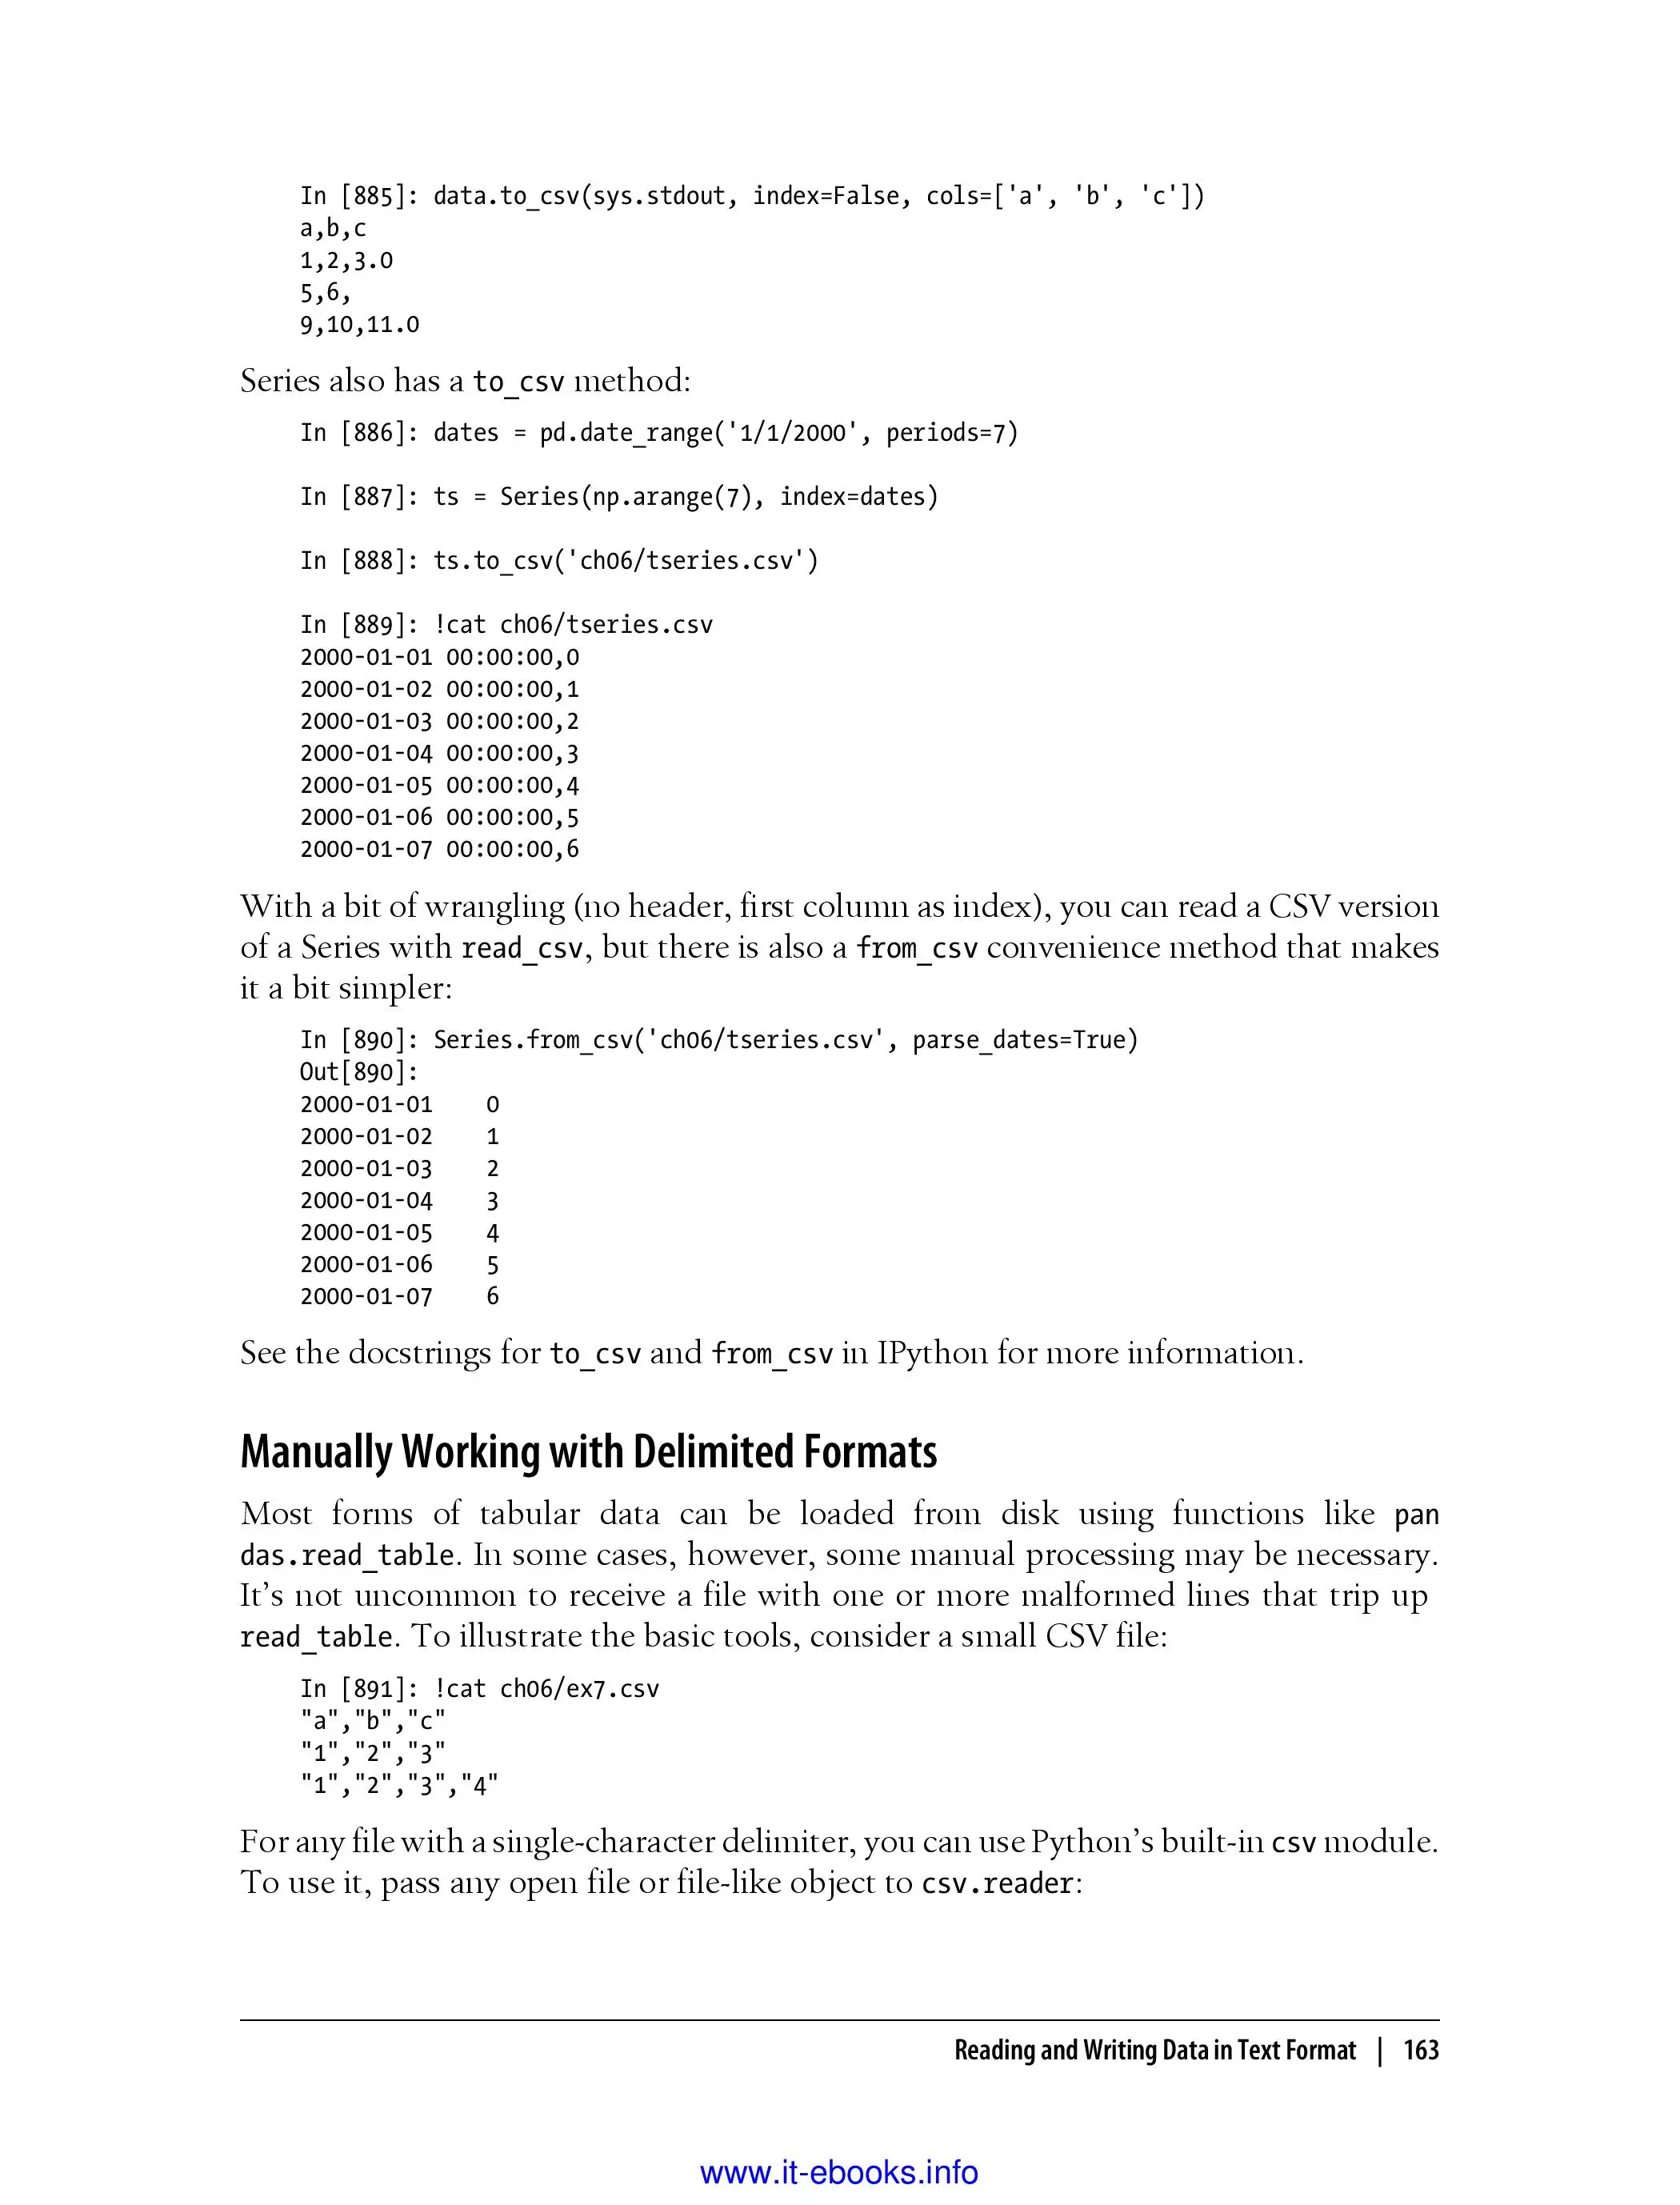 In [885]: data.to_csv(sys.stdout, index=False, cols=['a', 'b', 'c'])
a,b,c
1,2,3.0
5,6,
9,10,11.0
Series also has a to_csv method:
In [886]: dates = pd.date_range('1/1/2000', periods=7)
In [887]: ts = Series(np.arange(7), index=dates)
In [888]: ts.to_csv('ch06/tseries.csv')
In [889]: !cat ch06/tseries.csv
2000-01-01 00:00:00,0
2000-01-02 00:00:00,1
2000-01-03 00:00:00,2
2000-01-04 00:00:00,3
2000-01-05 00:00:00,4
2000-01-06 00:00:00,5
2000-01-07 00:00:00,6
With a bit of wrangling (no header, first column as index), you can read a CSV version
of a Series with read_csv, but there is also a from_csv convenience method that makes
it a bit simpler:
In [890]: Series.from_csv('ch06/tseries.csv', parse_dates=True)
Out[890]:
2000-01-01    0
2000-01-02    1
2000-01-03    2
2000-01-04    3
2000-01-05    4
2000-01-06    5
2000-01-07    6
See the docstrings for to_csv and from_csv in IPython for more information.
Manually Working with Delimited Formats
Most forms of tabular data can be loaded from disk using functions like pan
das.read_table. In some cases, however, some manual processing may be necessary.
It’s not uncommon to receive a file with one or more malformed lines that trip up
read_table. To illustrate the basic tools, consider a small CSV file:
In [891]: !cat ch06/ex7.csv
"a","b","c"
"1","2","3"
"1","2","3","4"
For any file with a single-character delimiter, you can use Python’s built-in csv module.
To use it, pass any open file or file-like object to csv.reader:
Reading and Writing Data in Text Format | 163
www.it-ebooks.info